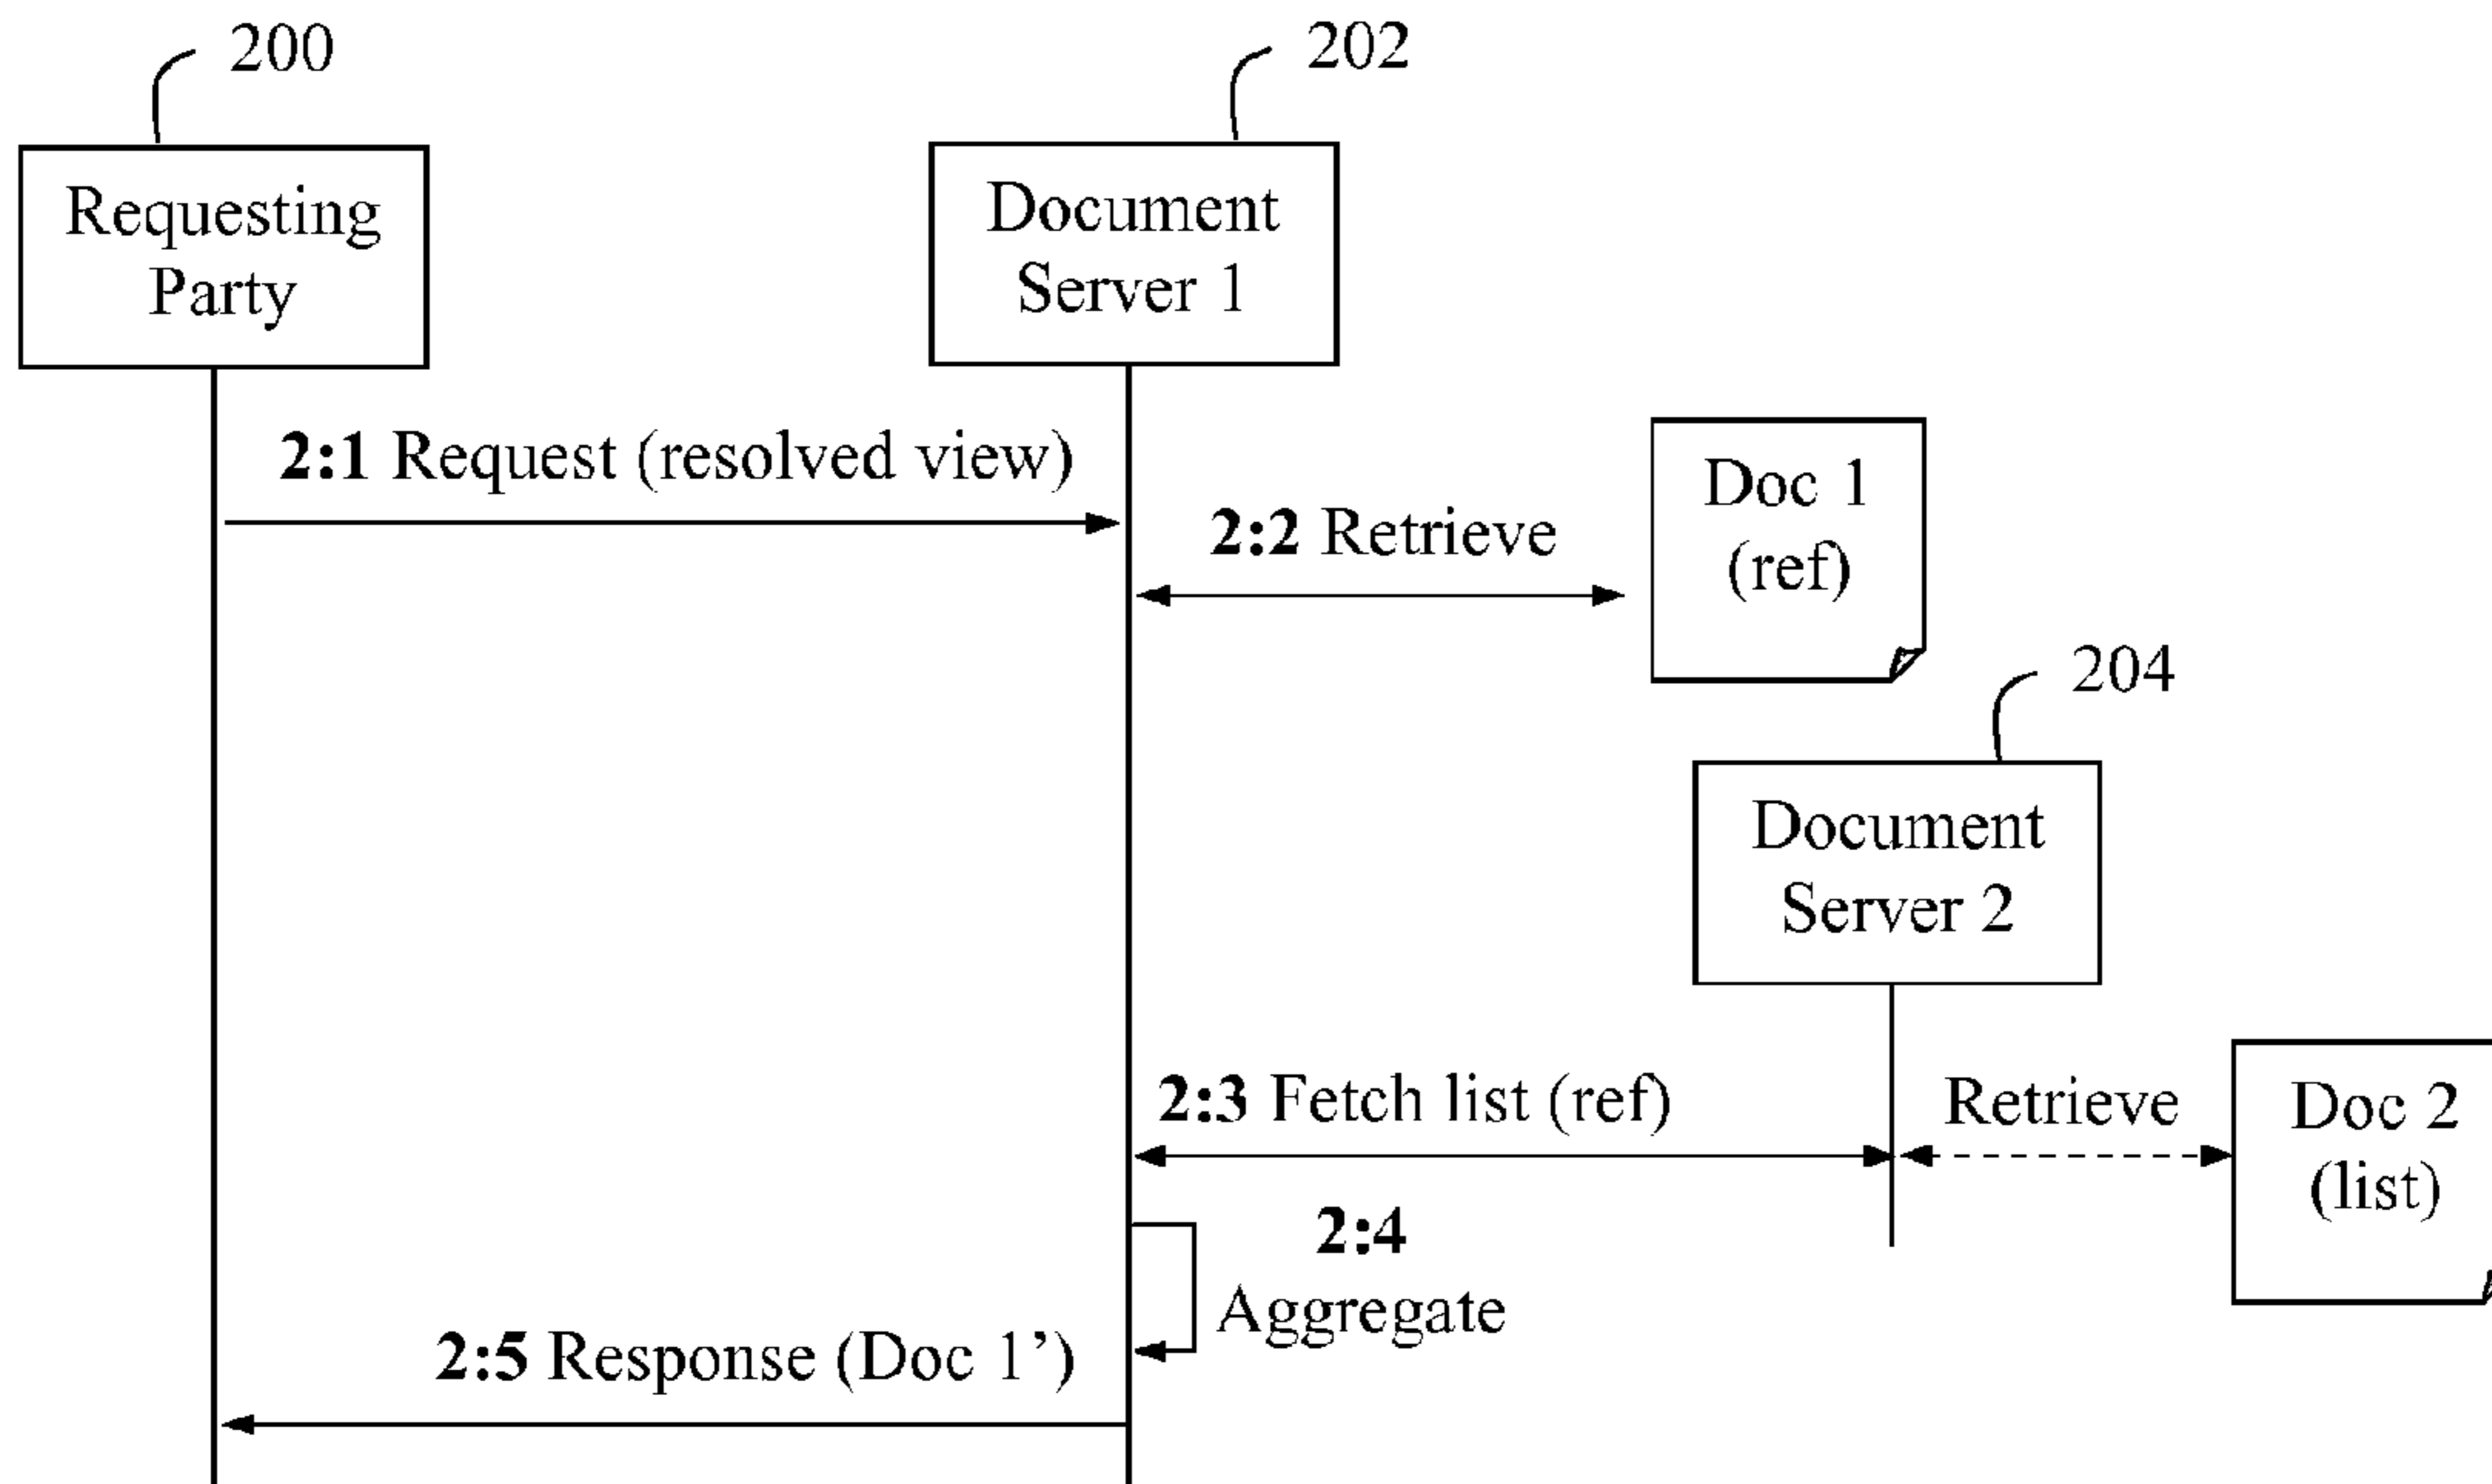 200
202
Requesting
Party
Document
Server 1
2:1 Request (resolved view)
2:2 Retrieve
Doc 1
(ref)
204
Document
Server 2
2:3 Fetch list (ref)
Retrieve
Doc 2
(list)
2:4
Aggregate
2:5 Response (Doc 1’)